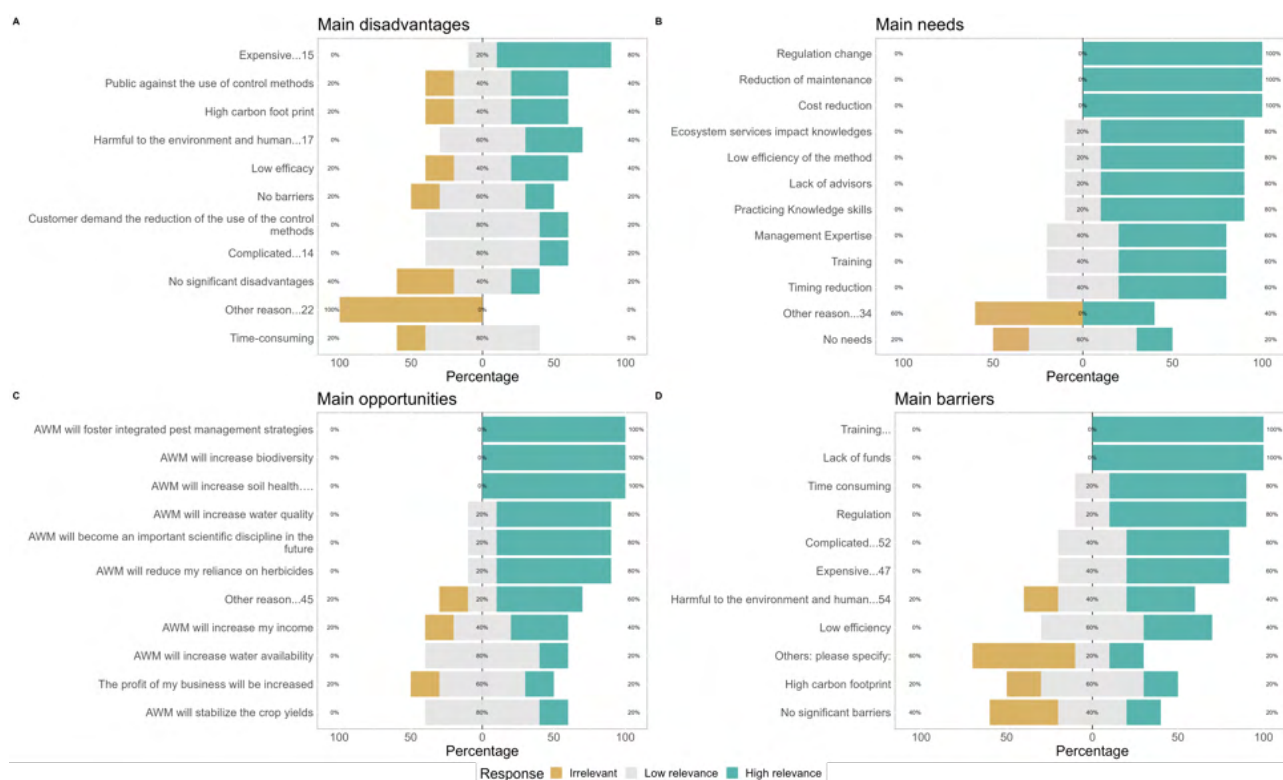 A
Main disadvantages
Expensive...15
0%
20%
80%
Public against the use of control methods
20%
40%
40%
High carbon foot print
20%
40%
40%
Harmful to the environment and human...17
0%
60%
40%
Low efficacy
20%
40%
40%
No barriers
20%
60%
20%
Customer demand the reduction of the use of the control
methods
0%
80%
20%
Complicated...14
0%
80%
20%
No significant disadvantages
40%
40%
20%
Other reason...22
100%
0%
0%
Time-consuming
20%
80%
0%
100
50
0
50
100
Percentage
B
Main needs
Regulation change
0%
0%
100%
Reduction of maintenance
0%
0%
100%
Cost reduction
0%
0%
100%
Ecosystem services impact knowledges
0%
20%
80%
Low efficiency of the method
0%
20%
80%
Lack of advisors
0%
20%
80%
Practicing Knowledge skills
0%
20%
80%
Management Expertise
0%
40%
60%
Training
0%
40%
60%
Timing reduction
0%
40%
60%
Other reason...34
60%
0%
40%
No needs
20%
60%
20%
100
50
0
50
100
Percentage
C
Main opportunities
AWM will foster integrated pest management strategies
0%
0%
100%
AWM will increase biodiversity
0%
0%
100%
AWM will increase soil health....
0%
0%
100%
AWM will increase water quality
0%
20%
80%
AWM will become an important scientific discipline in the
future
0%
20%
80%
AWM will reduce my reliance on herbicides
0%
20%
80%
Other reason...45
20%
20%
60%
AWM will increase my income
20%
40%
40%
AWM will increase water availability
0%
80%
20%
The profit of my business will be increased
20%
60%
20%
AWM will stabilize the crop yields
0%
80%
20%
100
50
0
50
100
Percentage
D
Main barriers
Training...
0%
0%
100%
Lack of funds
0%
0%
100%
Time consuming
0%
20%
80%
Regulation
0%
20%
80%
Complicated...52
0%
40%
60%
Expensive...47
0%
40%
60%
Harmful to the environment and human...54
20%
40%
40%
Low efficiency
0%
60%
40%
Others: please specify:
60%
20%
20%
High carbon footprint
20%
60%
20%
No significant barriers
40%
40%
20%
100
50
0
50
100
Percentage
Response
Irrelevant
Low relevance
High relevance